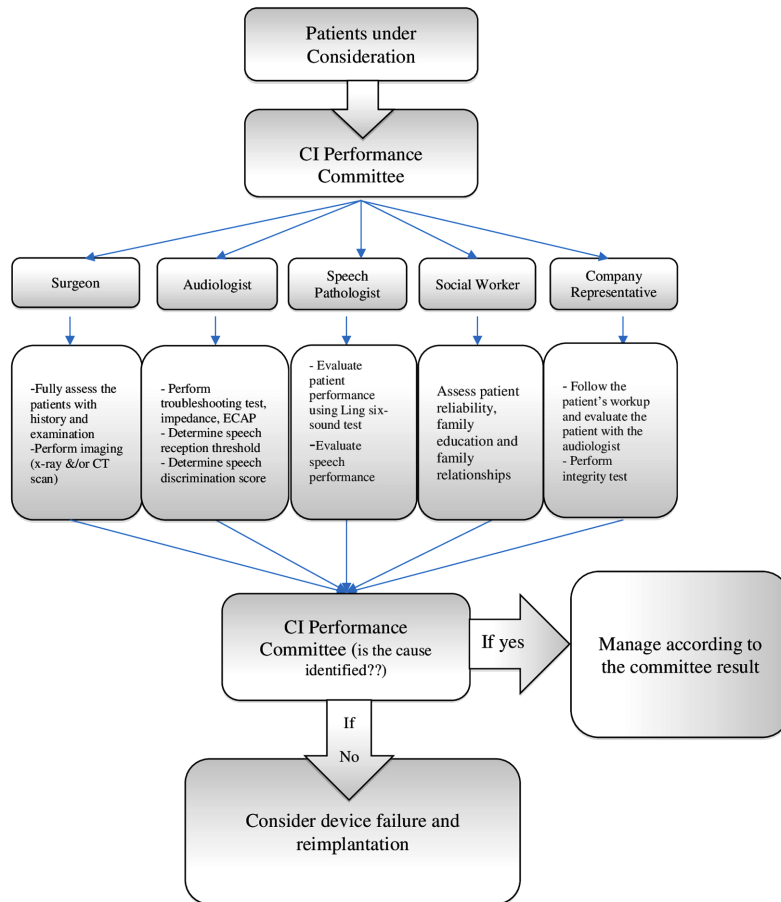 Patients under
Consideration
CI Performance
Committee
Surgeon
Audiologist
Speech
Pathologist
Social Worker
Company
Representative
-Fully assess the
patients with
history and
examination
-Perform imaging
(x-ray &/or CT
scan)
- Perform
troubleshooting test,
impedance, ECAP
- Determine speech
reception threshold
- Determine speech
discrimination score
- Evaluate
patient
performance
using Ling six-
sound test
-Evaluate
speech
performance
Assess patient
reliability,
family
education and
family
relationships
- Follow the
patient's workup
and evaluate the
patient with the
audiologist
- Perform
integrity test
CI Performance
Committee (is the cause
identified??)
If yes
Manage according to
the committee result
If
No
Consider device failure and
reimplantation